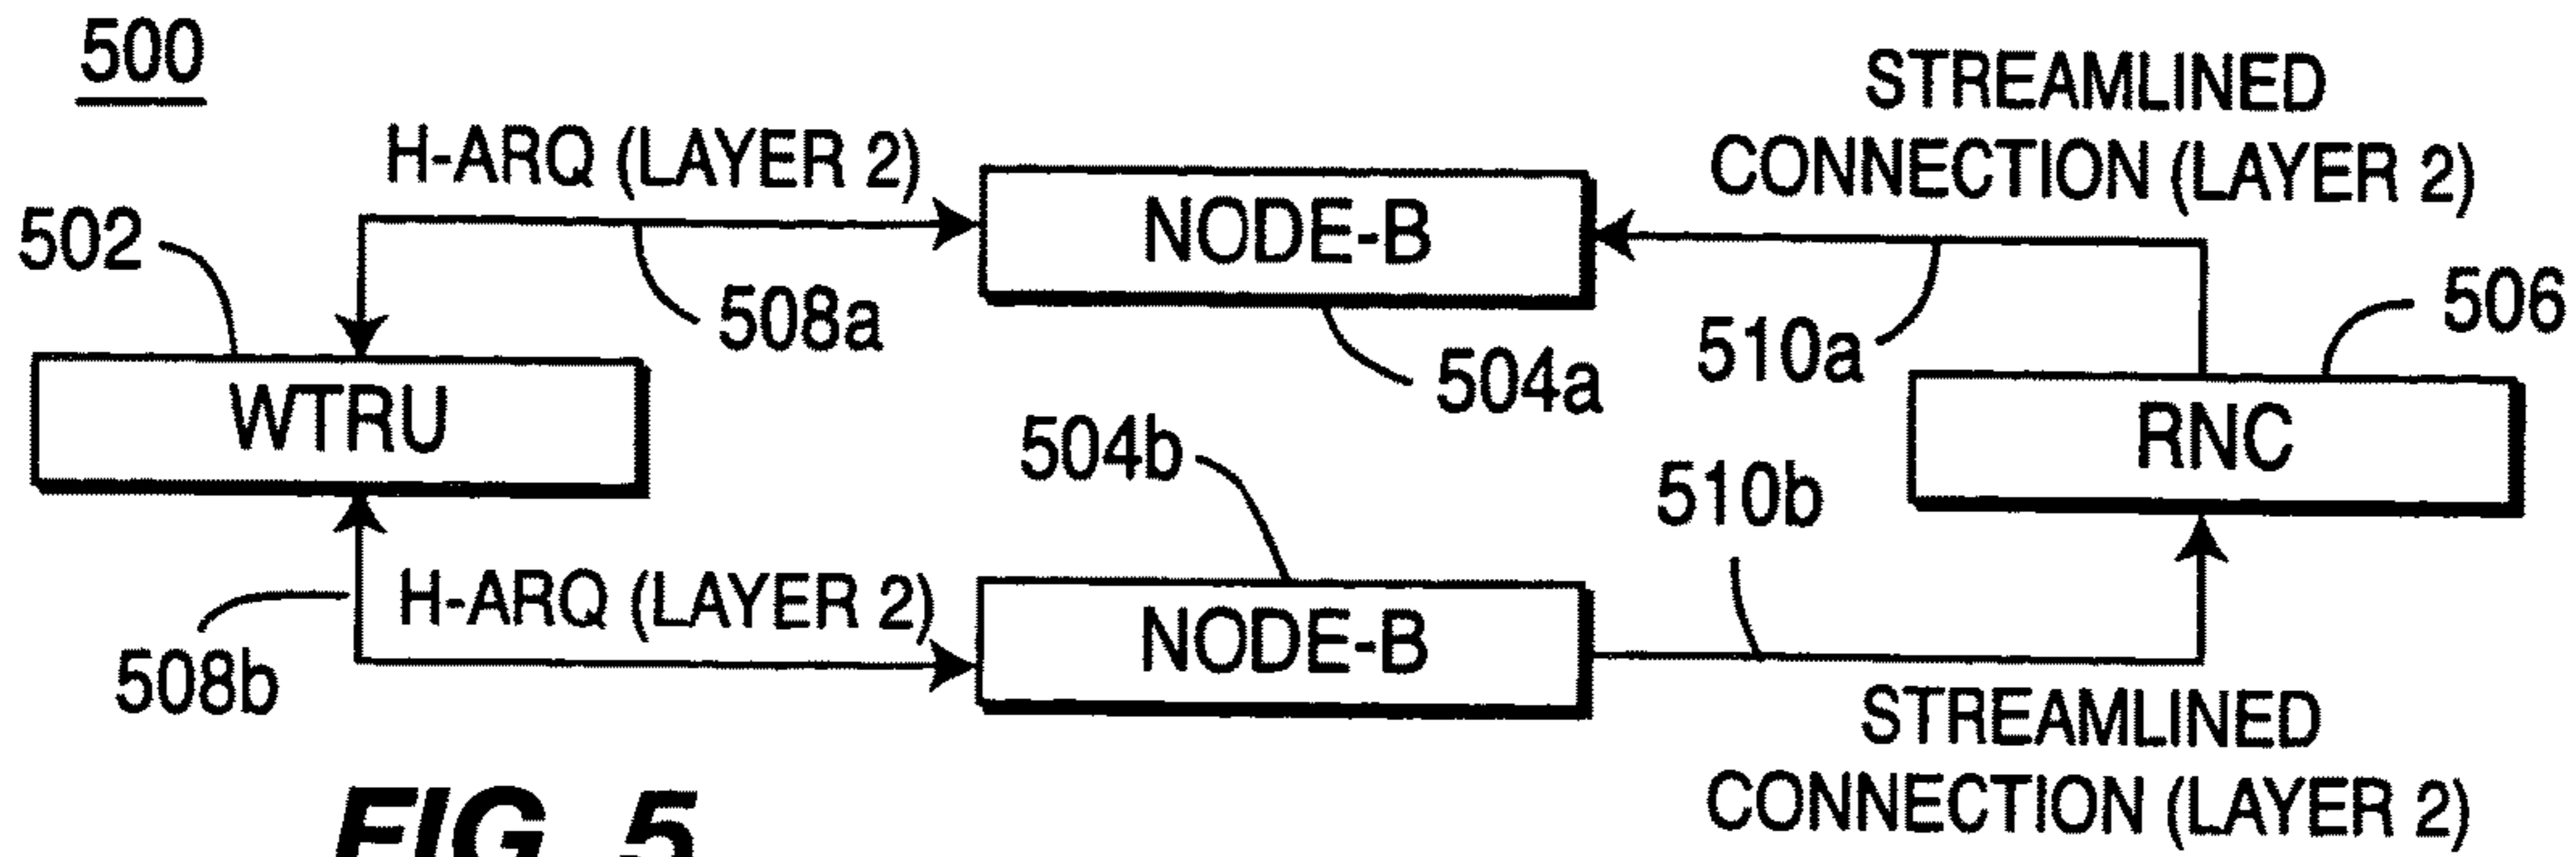 500
STREAMLINED
CONNECTION (LAYER 2)
H-ARQ (LAYER 2)
502
NODE-B
508a
510a
506
504a
WTRU
RNC
504b
510b
H-ARQ (LAYER 2)
NODE-B
508b
STREAMLINED
CONNECTION (LAYER 2)
FIG. 5